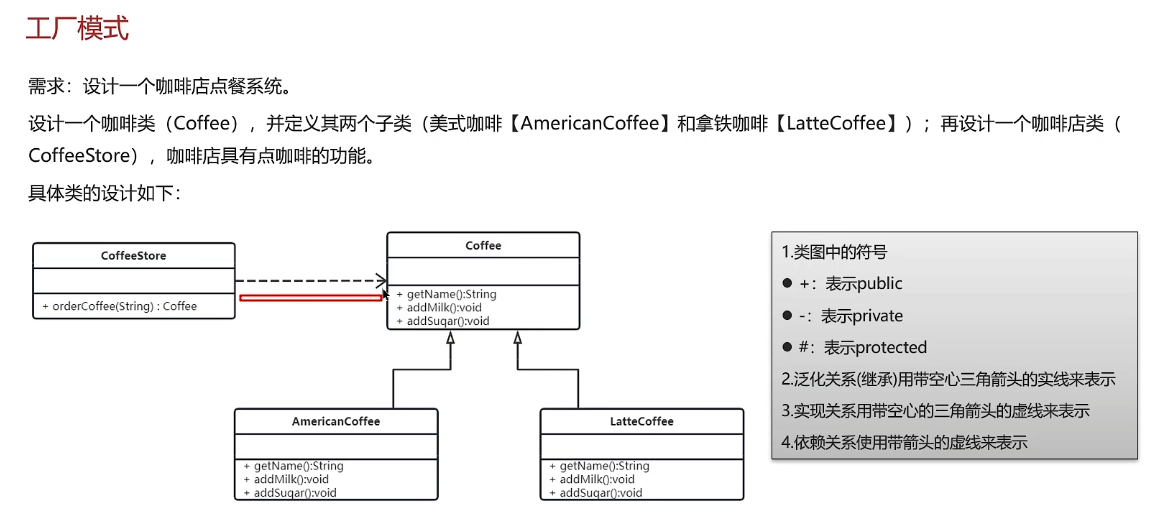 工厂模式
需求：设计一个咖啡店点餐系统。
设计一个咖啡类（Coffee），并定义其两个子类（美式咖啡【AmericanCoffee】和拿铁咖啡【LatteCoffee】）；再设计一个咖啡店类（
CoffeeStore），咖啡店具有点咖啡的功能。
具体类的设计如下：
CoffeeStore
+ orderCoffee(String) : Coffee
Coffee
+ getName():String
+ addMilk():void
+ addSugar():void
AmericanCoffee
+ getName():String
+ addMilk():void
+ addSugar():void
LatteCoffee
+ getName():String
+ addMilk():void
+ addSugar():void
1.类图中的符号
● +：表示public
● -：表示private
● #：表示protected
2.泛化关系(继承)用带空心三角箭头的实线来表示
3.实现关系用带空心的三角箭头的虚线来表示
4.依赖关系使用带箭头的虚线来表示